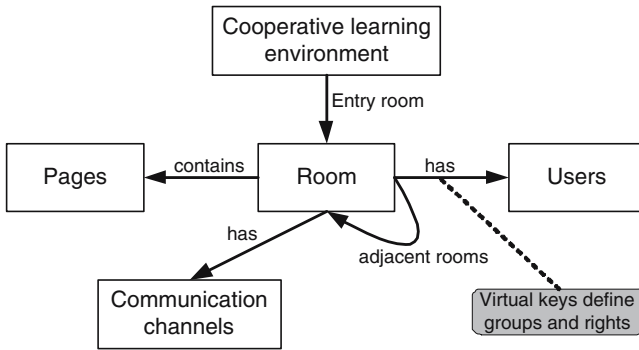 Cooperative learning
environment
Entry room
Pages
contains
Room
has
Users
has
adjacent rooms
Communication
channels
Virtual keys define
groups and rights